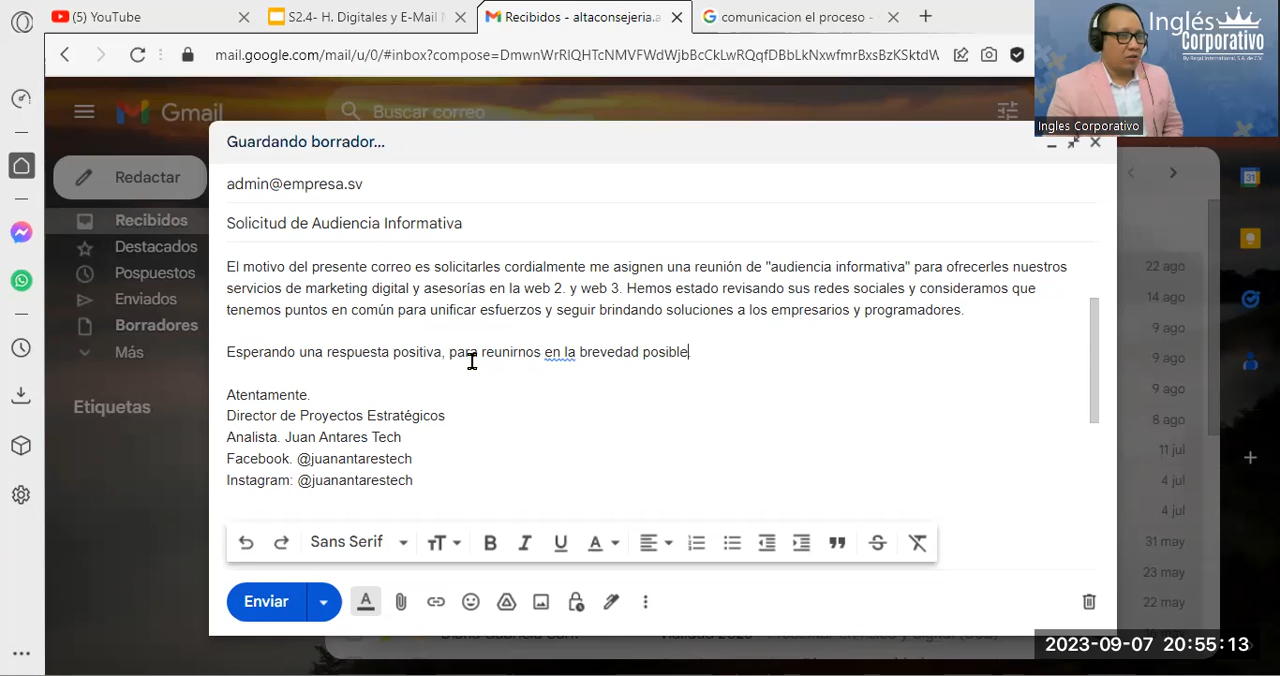 (5) YouTube
S2.4- H. Digitales y E-Mail
Recibidos - altaconsejeria.a
comunicacion el proceso -
mail.google.com/mail/u/0/#inbox?compose=DmwnWrRlQHTcNMVFWdWjbBcCkLwRQqfDBbLkNxwfmrBxsBzKSktdW
Inglés
Corporativo
By Regal International, S.A. de C.V.
Ingles Corporativo
Gmail
Buscar correo
Redactar
Recibidos
Destacados
Pospuestos
Enviados
Borradores
Más
Etiquetas
Guardando borrador...
admin@empresa.sv
Solicitud de Audiencia Informativa
El motivo del presente correo es solicitarles cordialmente me asignen una reunión de "audiencia informativa" para ofrecerles nuestros
servicios de marketing digital y asesorías en la web 2. y web 3. Hemos estado revisando sus redes sociales y consideramos que
tenemos puntos en común para unificar esfuerzos y seguir brindando soluciones a los empresarios y programadores.
Esperando una respuesta positiva, para reunirnos en la brevedad posible
Atentamente.
Director de Proyectos Estratégicos
Analista. Juan Antares Tech
Facebook. @juanantarestech
Instagram: @juanantarestech
Sans Serif
Enviar
22 ago
14 ago
9 ago
9 ago
9 ago
8 ago
11 jul
4 jul
4 jul
31 may
23 may
22 may
31
2023-09-07 20:55:13